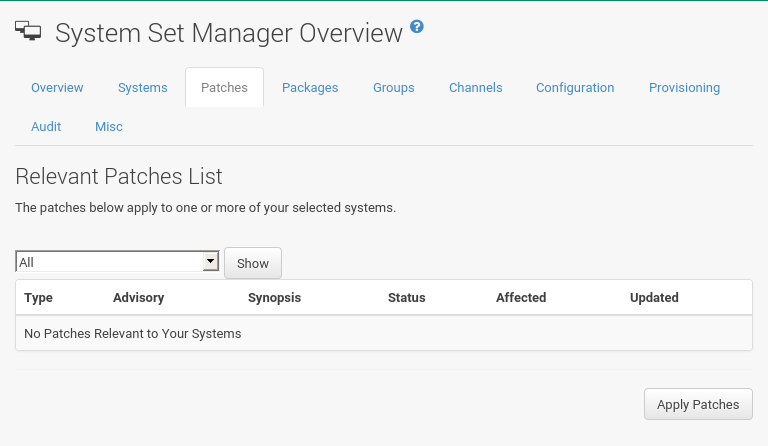 System Set Manager Overview ?
Overview Systems Patches Packages Groups Channels Configuration Provisioning
Audit Misc
Relevant Patches List
The patches below apply to one or more of your selected systems.
All Show
Type Advisory Synopsis Status Affected Updated
No Patches Relevant to Your Systems
Apply Patches